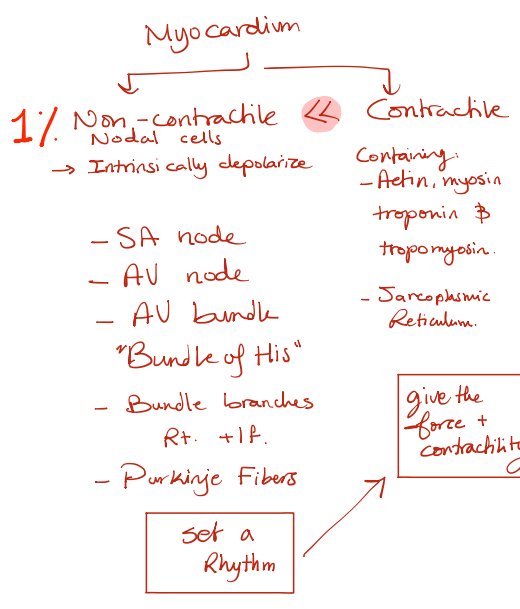 Myocardium
1% Non-contractile << Contractile
Nodal cells
→ Intrinsically depolarize
Containing:
- Actin, myosin
troponin &
tropomyosin.
- Sarcoplasmic
Reticulum.
- SA node
- AV node
- AV bundle
"Bundle of His"
- Bundle branches
Rt. + lf.
- Purkinje Fibers
set a
Rhythm
give the
force +
contractility